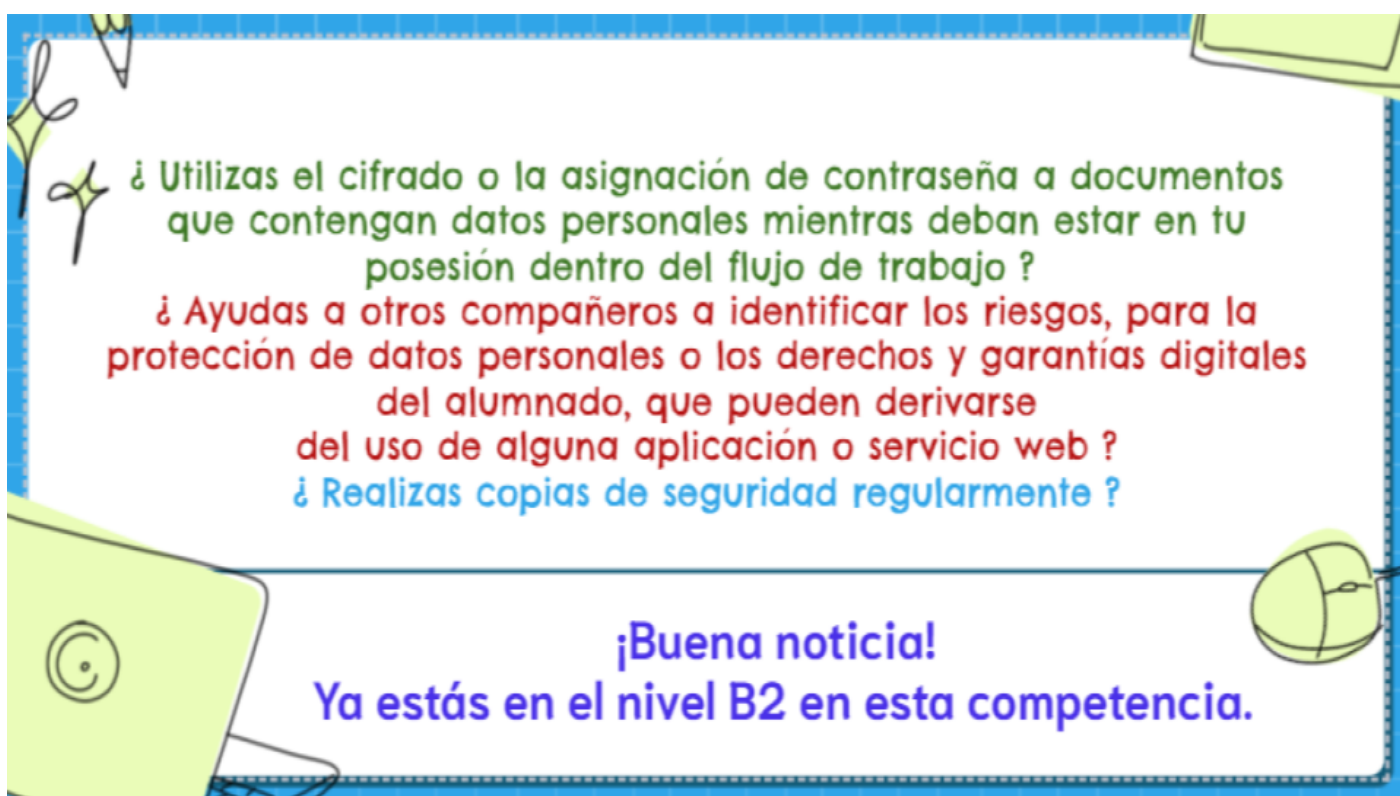 ¿ Utilizas el cifrado o la asignación de contraseña a documentos
que contengan datos personales mientras deban estar en tu
posesión dentro del flujo de trabajo ?
¿ Ayudas a otros compañeros a identificar los riesgos, para la
protección de datos personales o los derechos y garantías digitales
del alumnado, que pueden derivarse
del uso de alguna aplicación o servicio web ?
¿ Realizas copias de seguridad regularmente ?
¡Buena noticia!
Ya estás en el nivel B2 en esta competencia.